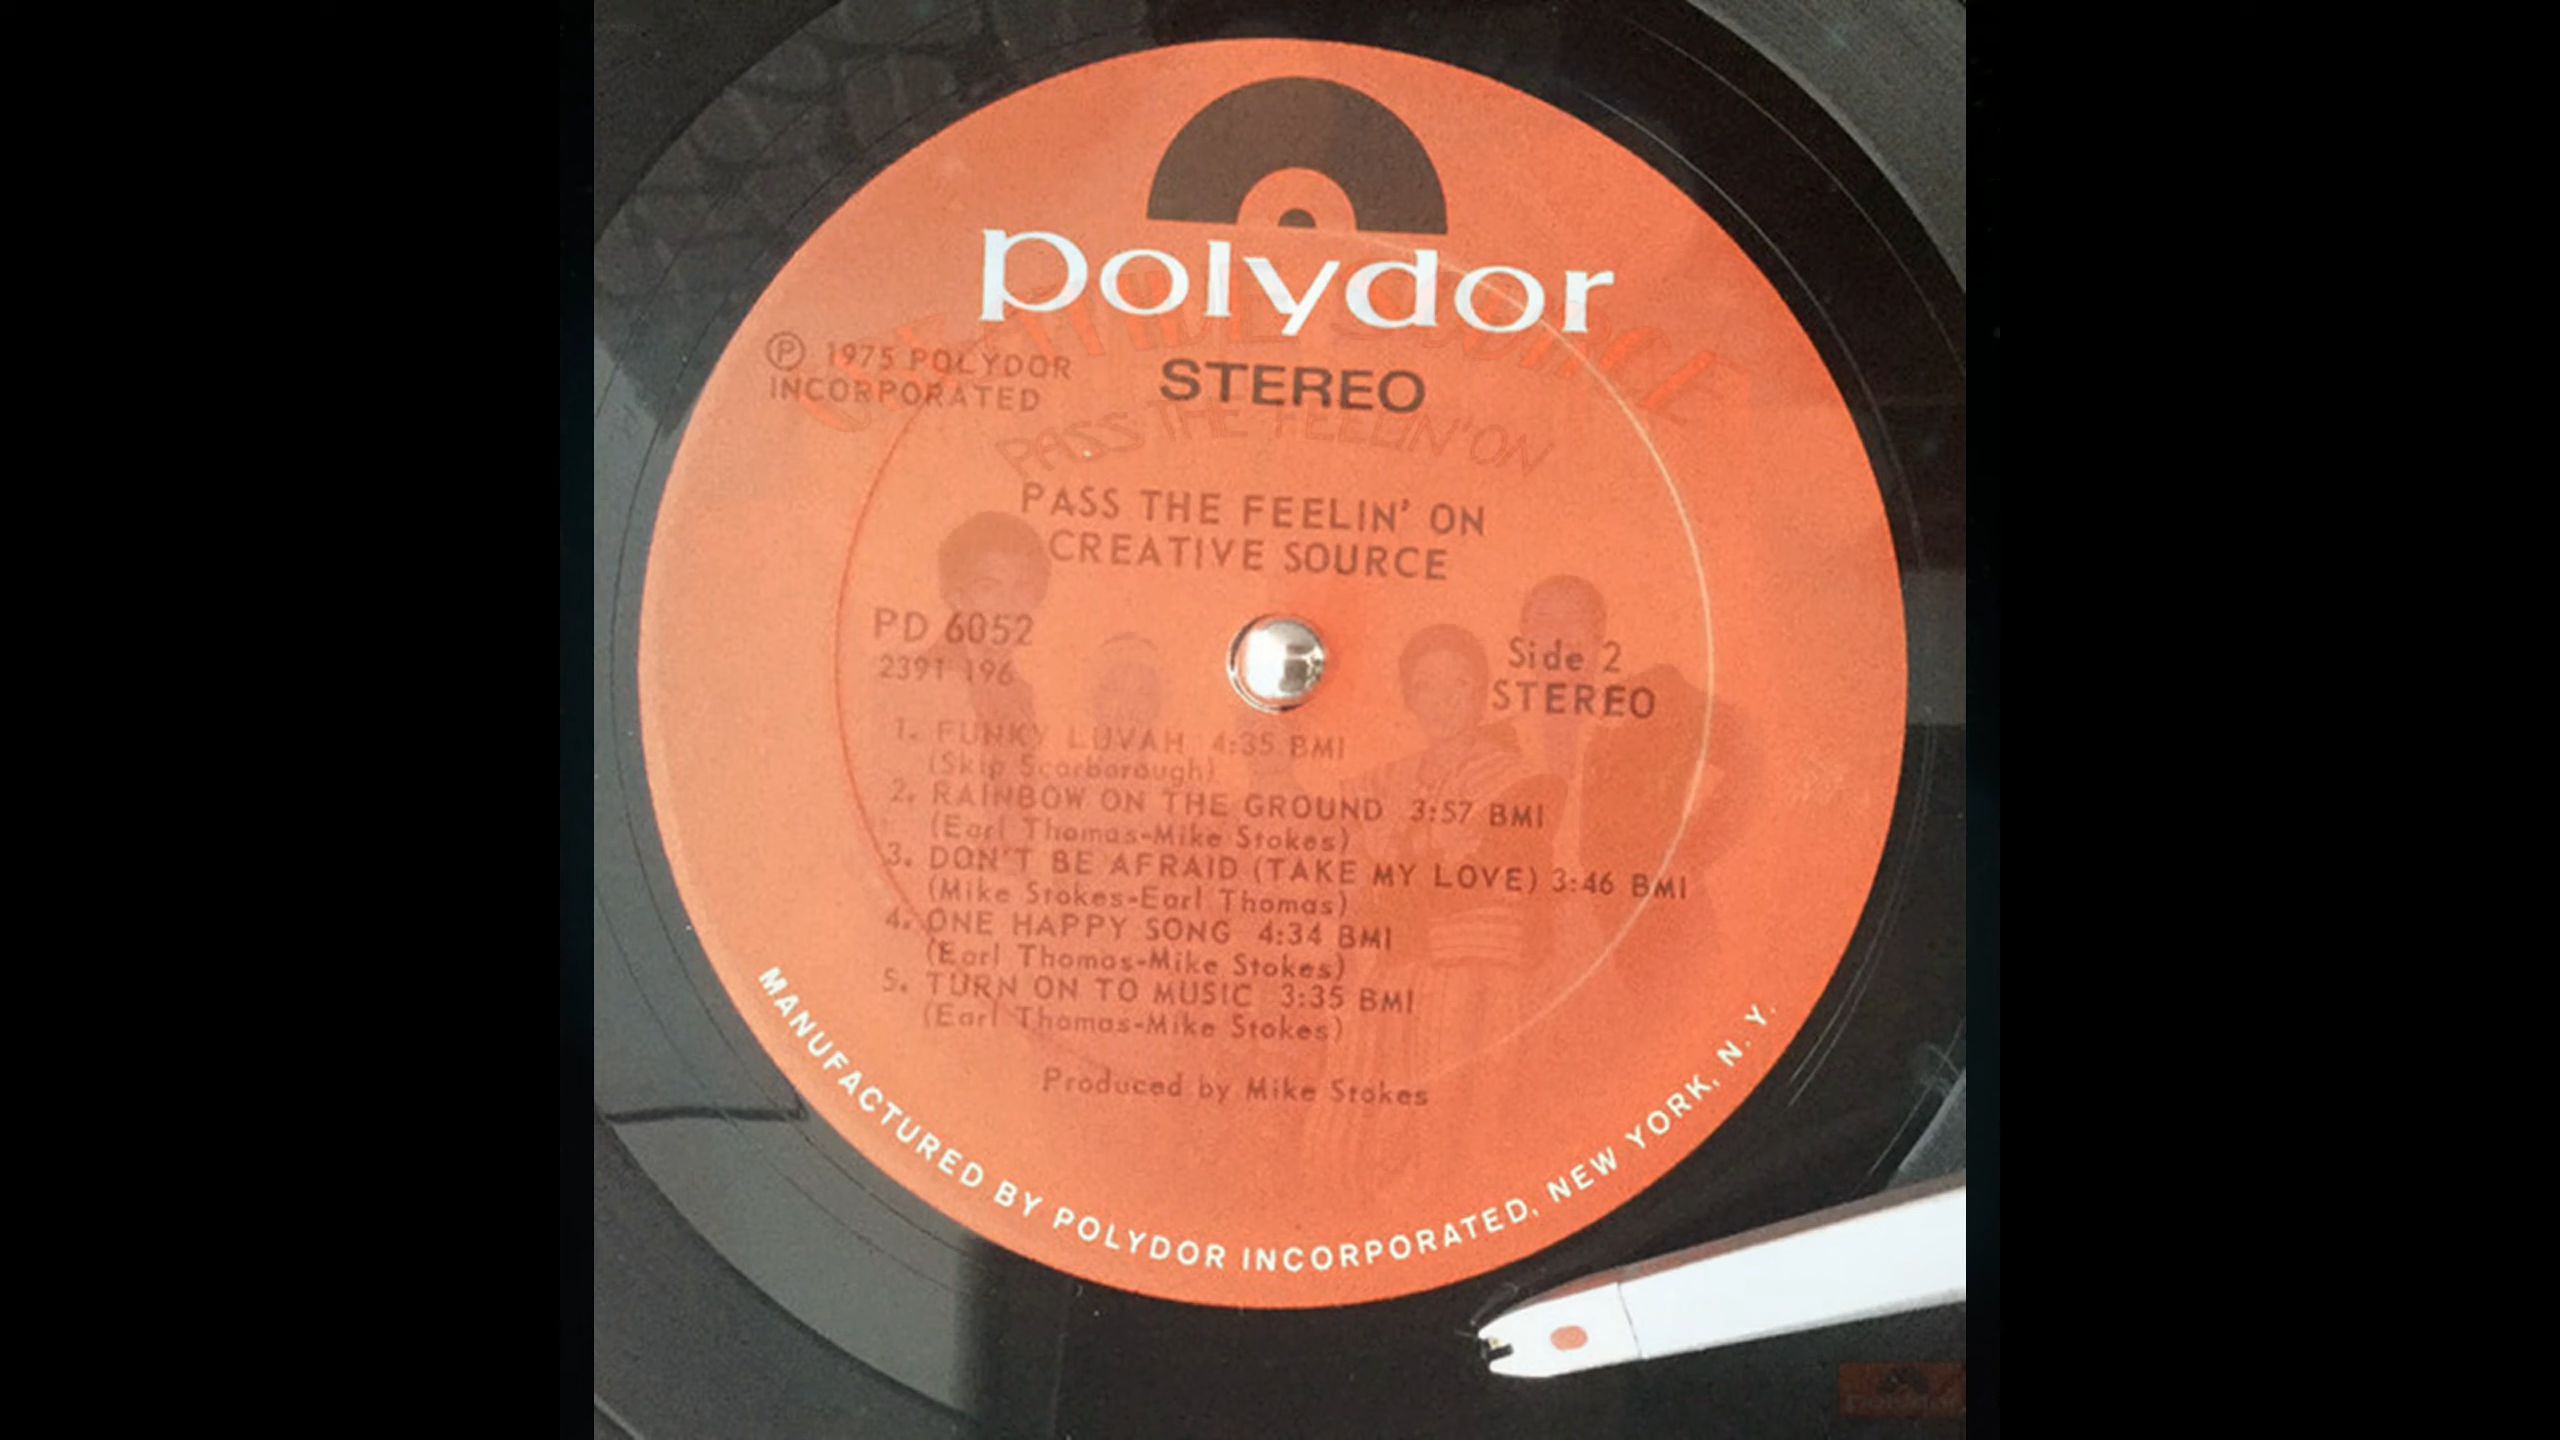 polydor
Ⓟ 1975 POLYDOR
INCORPORATED
STEREO
CREATIVE SOURCE
PASS THE FEELIN' ON
PASS THE FEELIN' ON
CREATIVE SOURCE
PD 6052
2391 196
Side 2
STEREO
1. FUNKY LUVAH 4:35 BMI
(Skip Scarborough)
2. RAINBOW ON THE GROUND 3:57 BMI
(Earl Thomas-Mike Stokes)
3. DON'T BE AFRAID (TAKE MY LOVE) 3:46 BMI
(Mike Stokes-Earl Thomas)
4. ONE HAPPY SONG 4:34 BMI
(Earl Thomas-Mike Stokes)
5. TURN ON TO MUSIC 3:35 BMI
(Earl Thomas-Mike Stokes)
Produced by Mike Stokes
MANUFACTURED BY POLYDOR INCORPORATED, NEW YORK, N. Y.
polydor